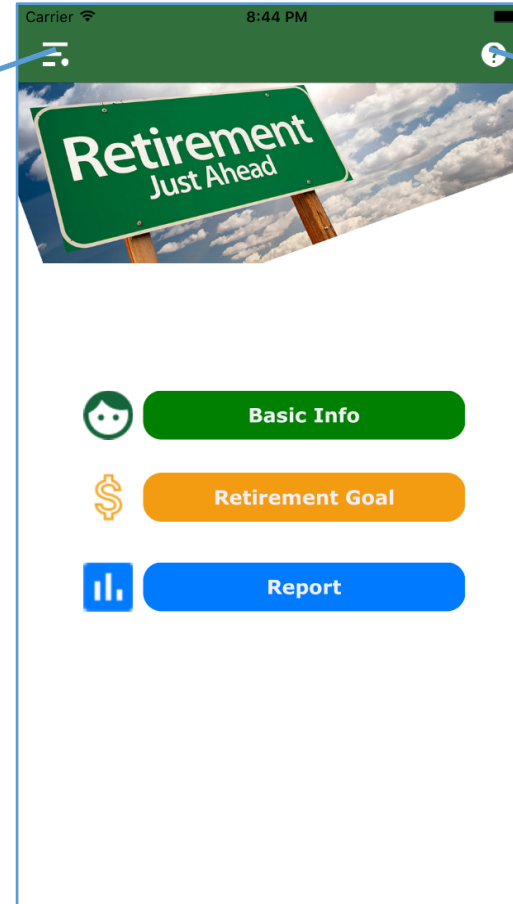 Carrier 8:44 PM
?
Retirement
Just Ahead
Basic Info
$
Retirement Goal
Report